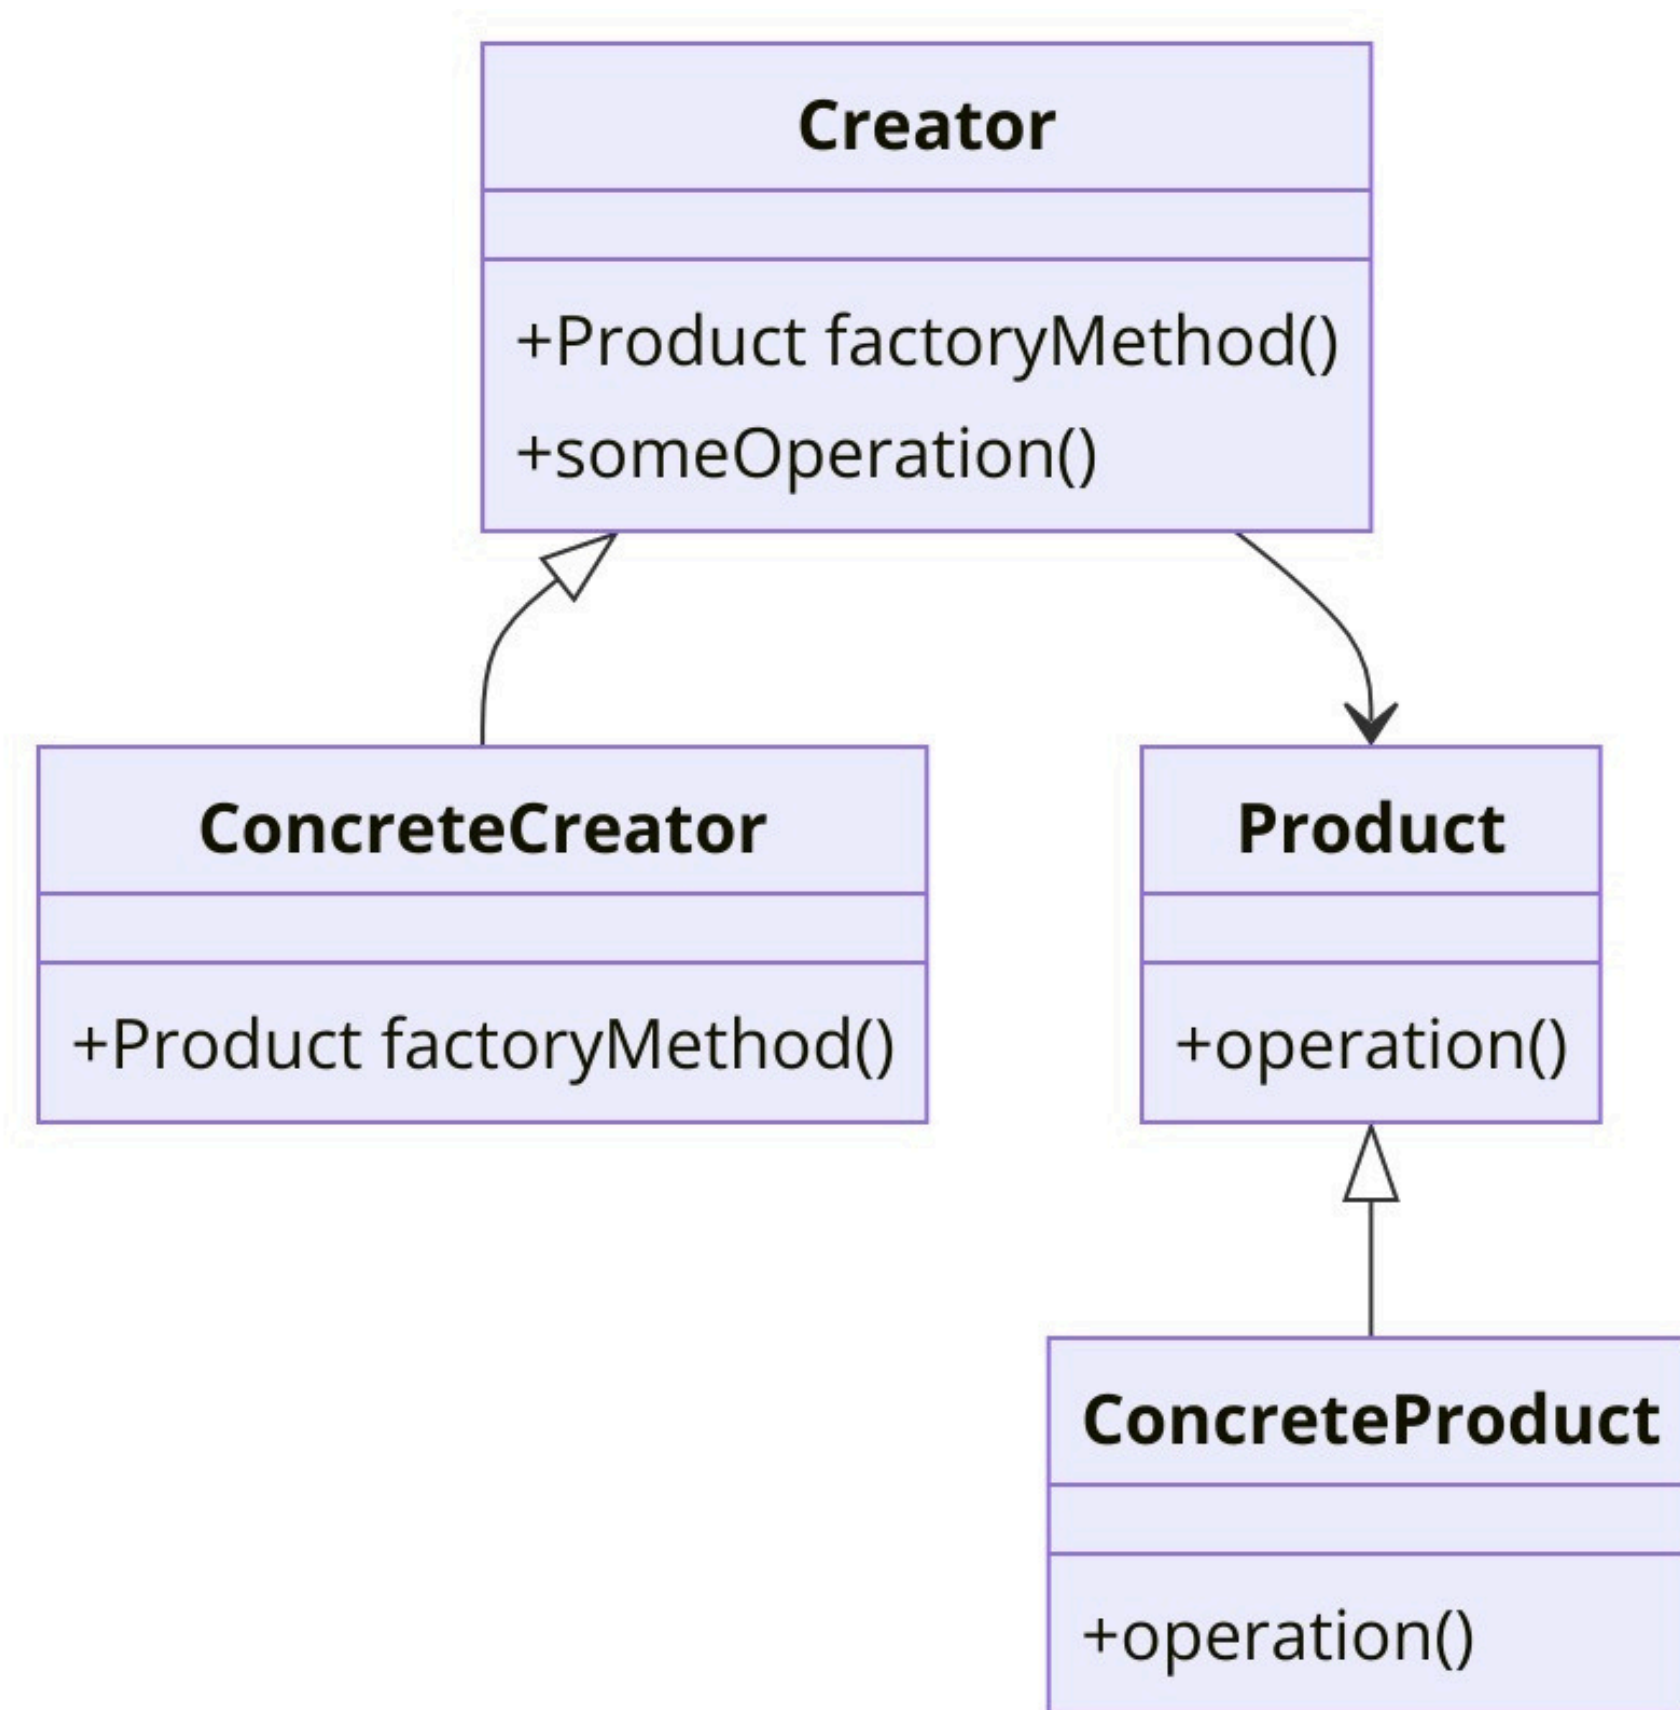 Creator
+Product factoryMethod()
+someOperation()
ConcreteCreator
+Product factoryMethod()
Product
+operation()
ConcreteProduct
+operation()